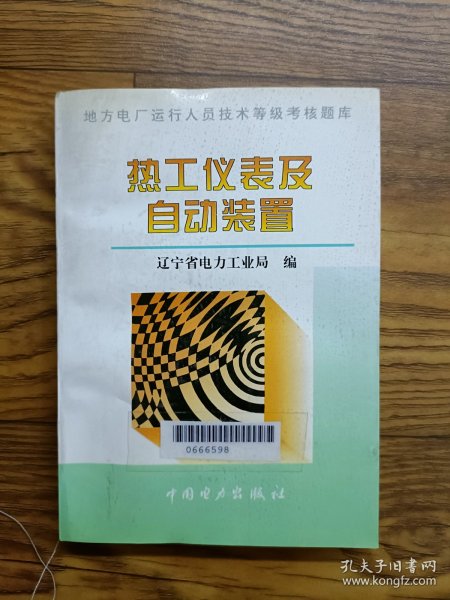 地方电厂运行人员技术等级考核题库
热工仪表及
自动装置
辽宁省电力工业局 编
0666598
中国电力出版社
孔夫子旧书网
www.kongfz.com